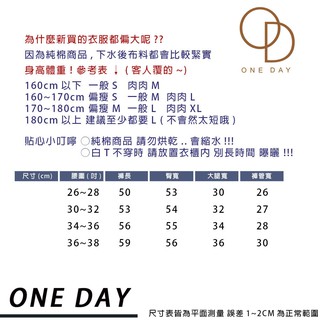 為什麼新買的衣服都偏大呢??
因為純棉商品,下水後布料都會比較緊實
身高體重!參考表 ↓ (客人覆的~)
160cm 以下 一般 S 肉肉 M
160~170cm 偏瘦 S 一般 M 肉肉 L
170~180cm 偏瘦 M 一般 L 肉肉 XL
180cm 以上 建議至少都要 L (不會然太短哦)
OD
ONE DAY
貼心小叮嚀 ○純棉商品 請勿烘乾.. 會縮水 !!!
○白T不穿時 請放置衣櫃內 別長時間 曝曬 !!!
尺寸(cm) 腰圍(吋) 褲長 臀寬 大腿寬 褲管寬
26~28 50 53 30 26
30~32 53 54 32 27
34~36 56 55 34 28
36~38 59 56 36 30
ONE DAY
尺寸表皆為平面測量 誤差 1~2CM 為正常範圍